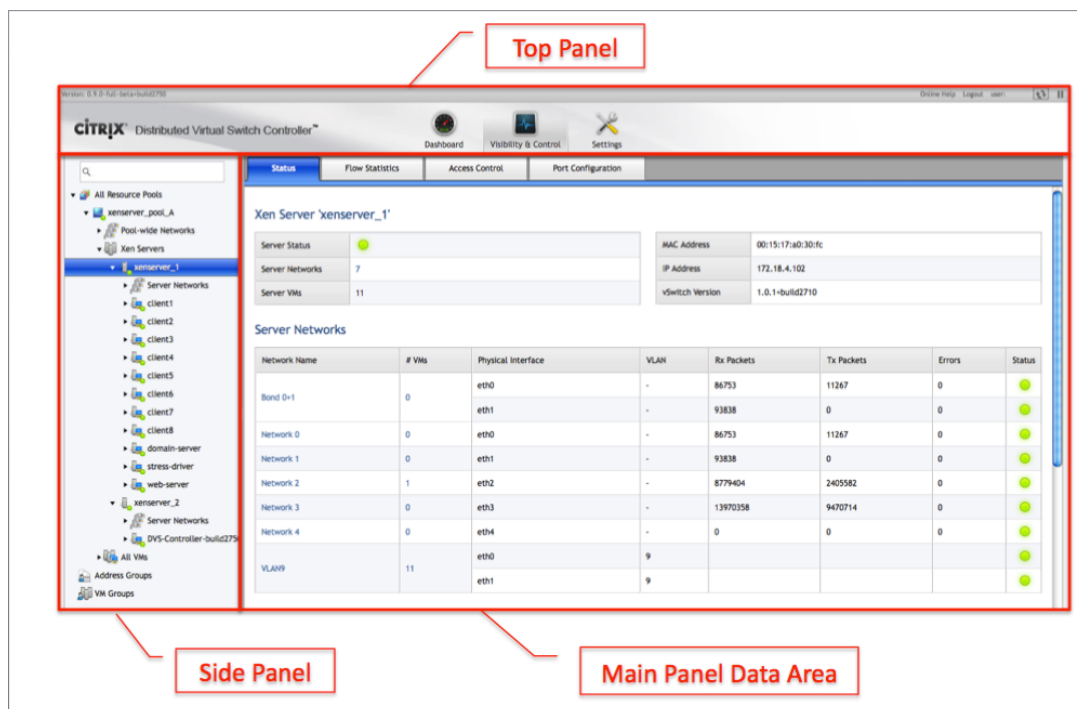 Top Panel
Version: 0.9.0-full-beta+build2750
Online Help Logout user:
CİTRIX® Distributed Virtual Switch Controller™
Dashboard Visibility & Control Settings
Status Flow Statistics Access Control Port Configuration
All Resource Pools
xenserver_pool_A
Pool-wide Networks
Xen Servers
xenserver_1
Server Networks
client1
client2
client3
client4
client5
client6
client7
client8
domain-server
stress-driver
web-server
xenserver_2
Server Networks
DVS-Controller-build2750
All VMs
Address Groups
VM Groups
Xen Server 'xenserver_1'
Server Status
Server Networks 7
Server VMs 11
MAC Address 00:15:17:a0:30:fc
IP Address 172.18.4.102
vSwitch Version 1.0.1+build2710
Server Networks
Network Name # VMs Physical Interface VLAN Rx Packets Tx Packets Errors Status
Bond 0+1 0 eth0 - 86753 11267 0
eth1 - 93838 0 0
Network 0 0 eth0 - 86753 11267 0
Network 1 0 eth1 - 93838 0 0
Network 2 1 eth2 - 8779404 2405582 0
Network 3 0 eth3 - 13970358 9470714 0
Network 4 0 eth4 - 0 0 0
VLAN9 11 eth0 9
eth1 9
Side Panel
Main Panel Data Area